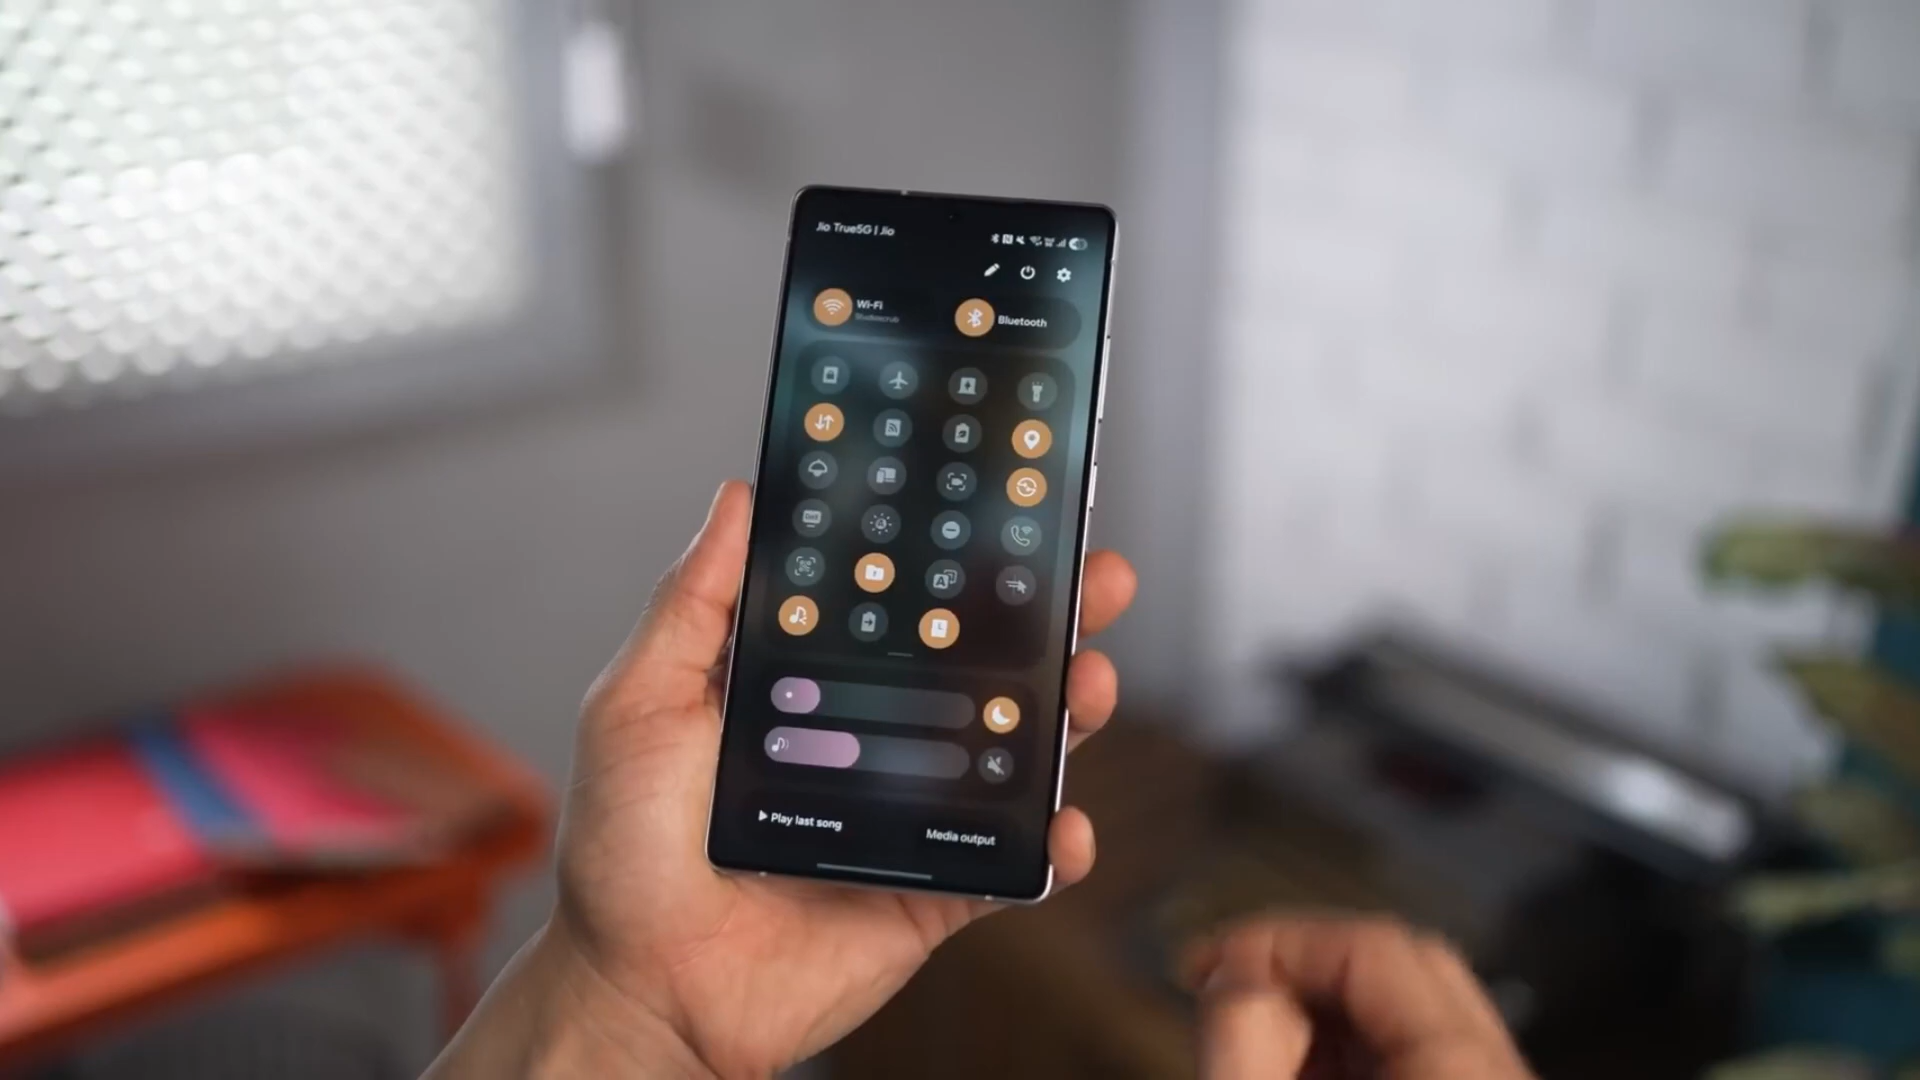 Jio True5G | Jio
Wi-Fi
Bluetooth
Play last song
Media output